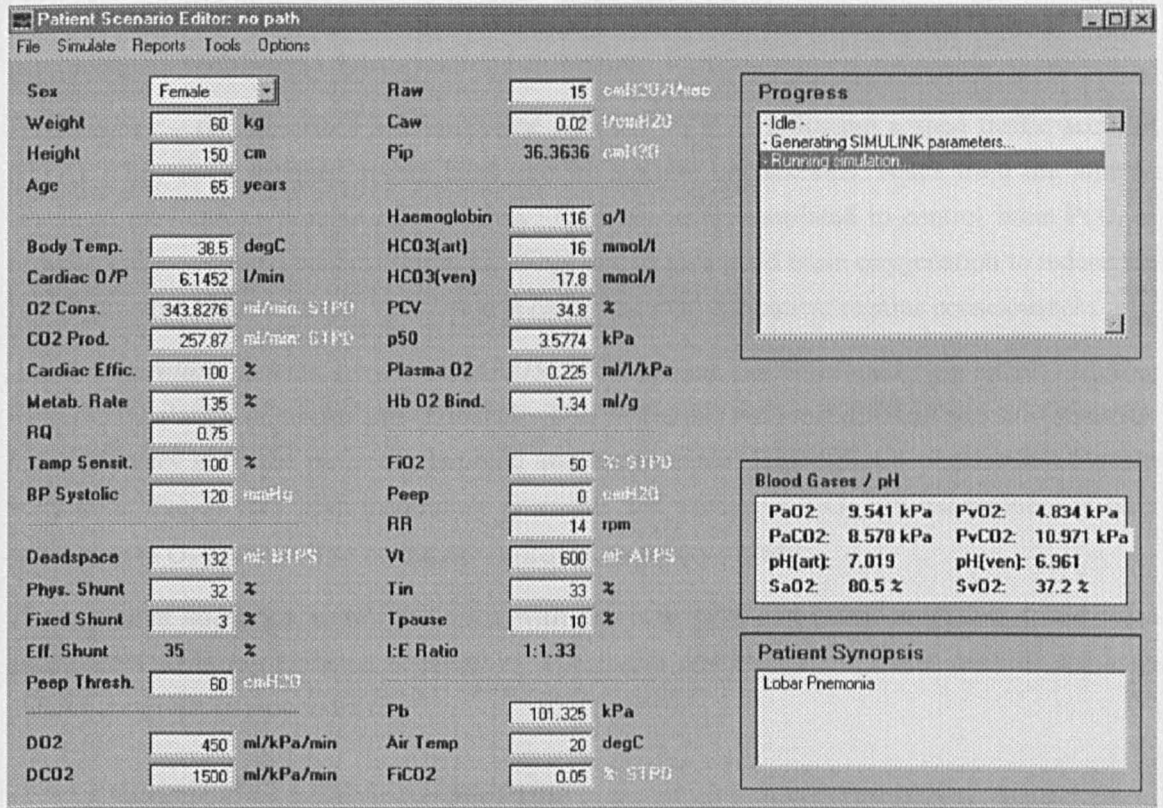 Patient Scenario Editor: no path
File Simulate Reports Tools Options
Sex Female
Weight 60 kg
Height 150 cm
Age 65 years
Body Temp. 38.5 degC
Cardiac O/P 6.1452 l/min
O2 Cons. 343.8276 ml/min: STPD
CO2 Prod. 257.87 ml/min: STPD
Cardiac Effic. 100 %
Metab. Rate 135 %
RQ 0.75
Tamp Sensit. 100 %
BP Systolic 120 mmHg
Deadspace 132 ml: BTPS
Phys. Shunt 32 %
Fixed Shunt 3 %
Eff. Shunt 35 %
Peep Thresh. 60 cmH2O
DO2 450 ml/kPa/min
DCO2 1500 ml/kPa/min
Raw 15 cmH2O/l/sec
Caw 0.02 l/cmH2O
Pip 36.3636 cmH2O
Haemoglobin 116 g/l
HCO3(art) 16 mmol/l
HCO3(ven) 17.8 mmol/l
PCV 34.8 %
p50 3.5774 kPa
Plasma O2 0.225 ml/l/kPa
Hb O2 Bind. 1.34 ml/g
FiO2 50 %: STPD
Peep 0 cmH2O
RR 14 rpm
Vt 600 ml: ATPS
Tin 33 %
Tpause 10 %
I:E Ratio 1:1.33
Pb 101.325 kPa
Air Temp 20 degC
FiCO2 0.05 %: STPD
Progress
- Idle -
- Generating SIMULINK parameters...
- Running simulation...
Blood Gases / pH
PaO2: 9.541 kPa PvO2: 4.834 kPa
PaCO2: 8.578 kPa PvCO2: 10.971 kPa
pH(art): 7.019 pH(ven): 6.961
SaO2: 80.5 % SvO2: 37.2 %
Patient Synopsis
Lobar Pnemonia